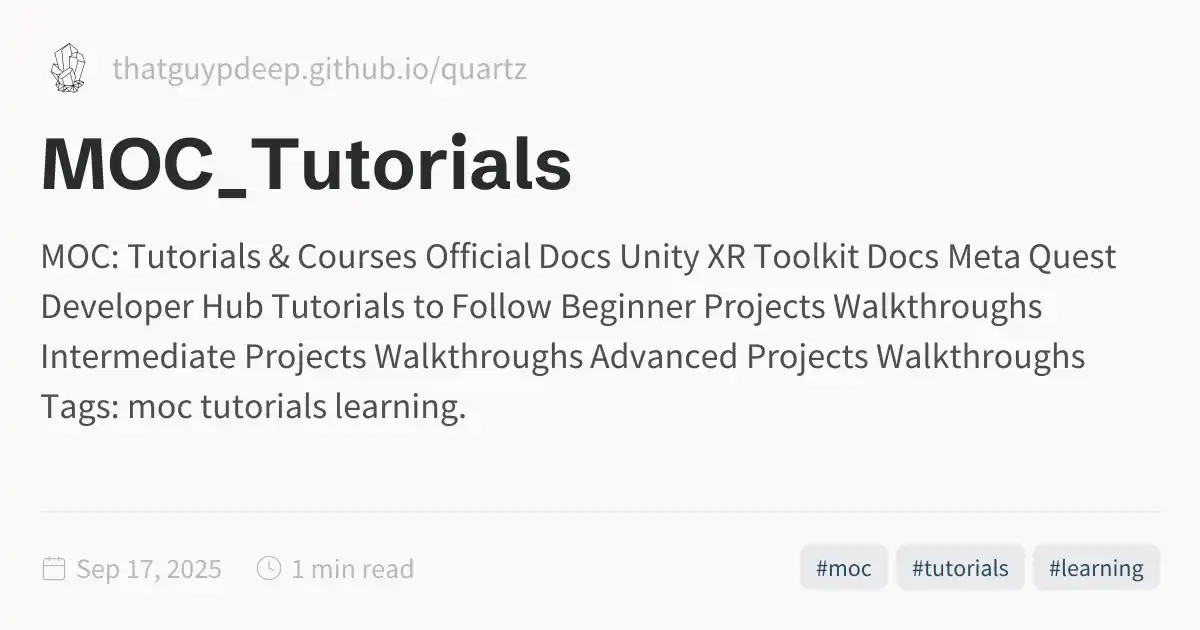 thatguypdeep.github.io/quartz
MOC_Tutorials
MOC: Tutorials & Courses Official Docs Unity XR Toolkit Docs Meta Quest
Developer Hub Tutorials to Follow Beginner Projects Walkthroughs
Intermediate Projects Walkthroughs Advanced Projects Walkthroughs
Tags: moc tutorials learning.
Sep 17, 2025 1 min read #moc #tutorials #learning